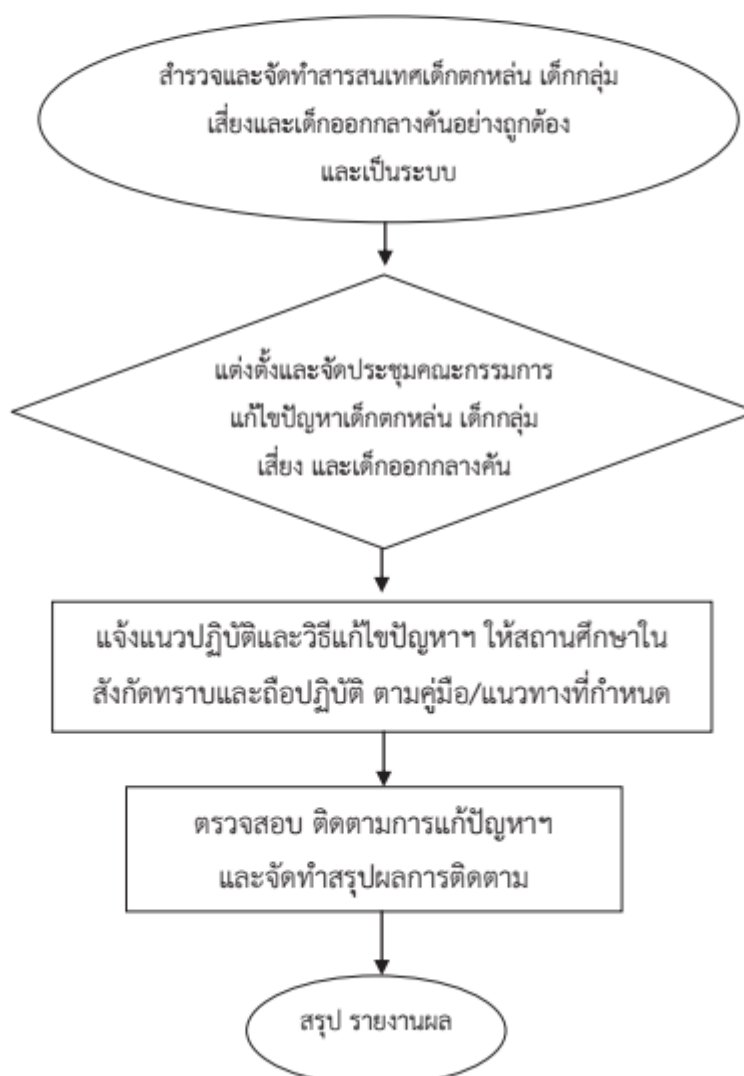 สำรวจและจัดทำสารสนเทศเด็กตกหล่น เด็กกลุ่ม
เสี่ยงและเด็กออกกลางคันอย่างถูกต้อง
และเป็นระบบ
แต่งตั้งและจัดประชุมคณะกรรมการ
แก้ไขปัญหาเด็กตกหล่น เด็กกลุ่ม
เสี่ยง และเด็กออกกลางคัน
แจ้งแนวปฏิบัติและวิธีแก้ไขปัญหาฯ ให้สถานศึกษาใน
สังกัดทราบและถือปฏิบัติ ตามคู่มือ/แนวทางที่กำหนด
ตรวจสอบ ติดตามการแก้ปัญหาฯ
และจัดทำสรุปผลการติดตาม
สรุป รายงานผล